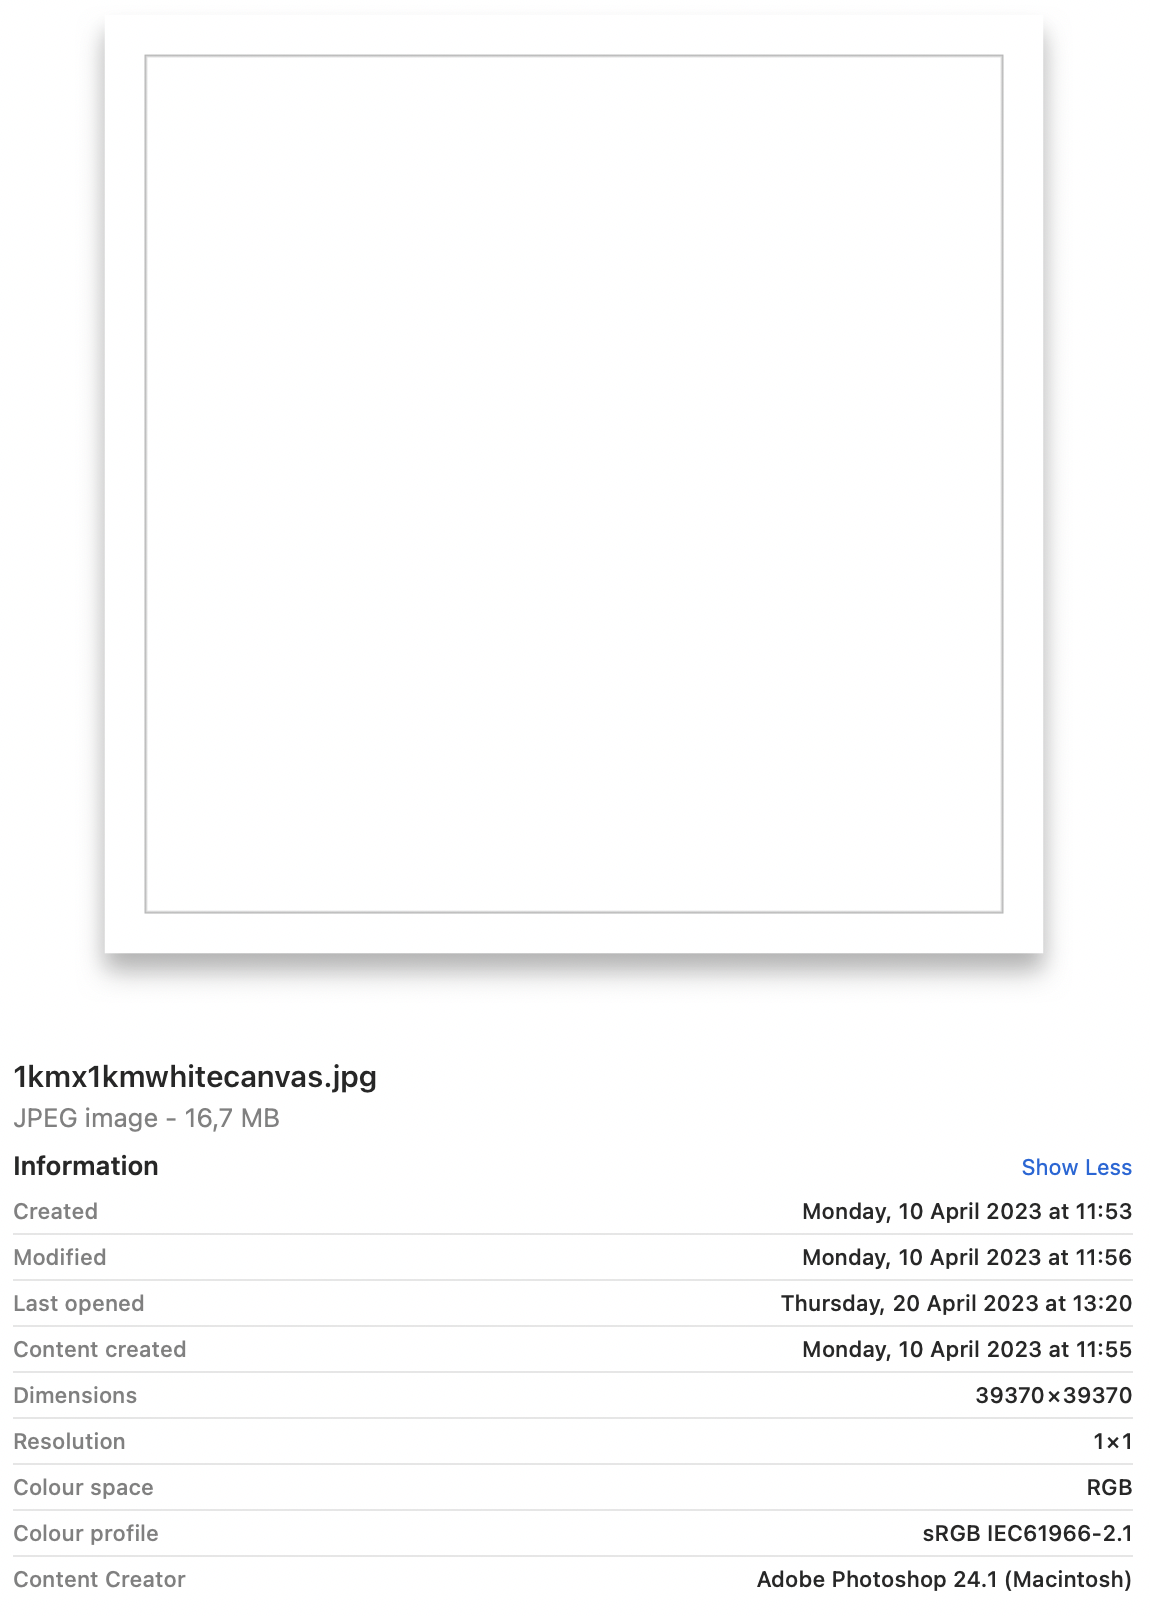 1kmx1kmwhitecanvas.jpg
JPEG image - 16,7 MB
Information Show Less
Created Monday, 10 April 2023 at 11:53
Modified Monday, 10 April 2023 at 11:56
Last opened Thursday, 20 April 2023 at 13:20
Content created Monday, 10 April 2023 at 11:55
Dimensions 39370×39370
Resolution 1×1
Colour space RGB
Colour profile sRGB IEC61966-2.1
Content Creator Adobe Photoshop 24.1 (Macintosh)